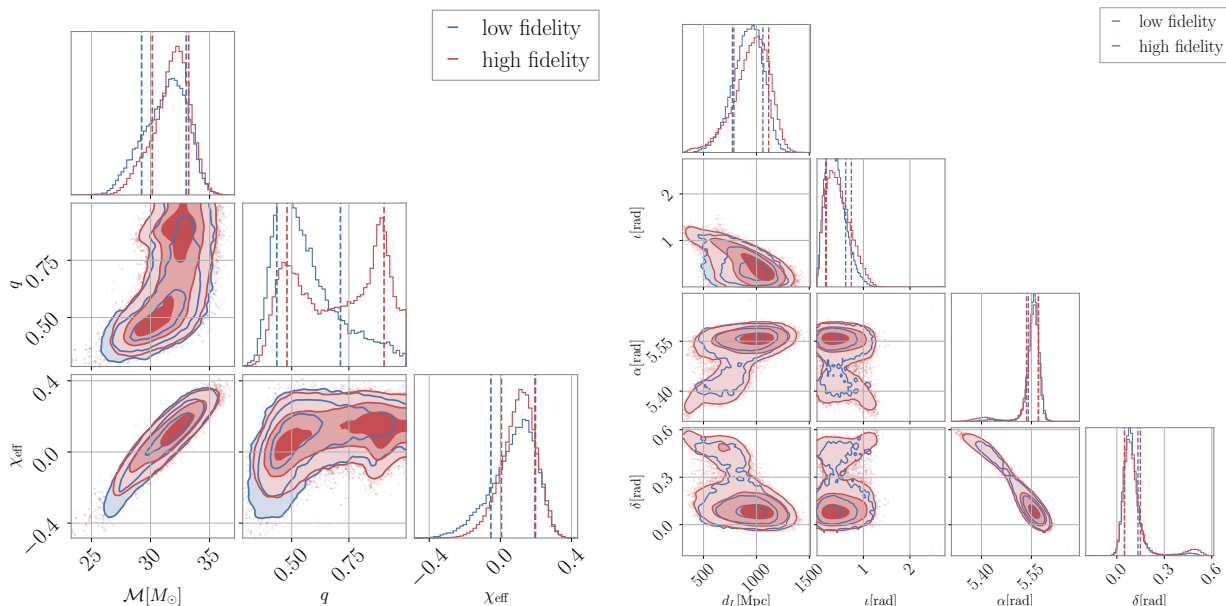 low fidelity
high fidelity
q
0.75
0.50
χeff
0.4
0.0
−0.4
25
30
35
M[M⊙]
0.50
0.75
q
−0.4
0.0
0.4
χeff
low fidelity
high fidelity
ι[rad]
2
1
α[rad]
5.55
5.40
δ[rad]
0.6
0.3
0.0
500
1000
1500
dL[Mpc]
1
2
ι[rad]
5.40
5.55
α[rad]
0.0
0.3
0.6
δ[rad]